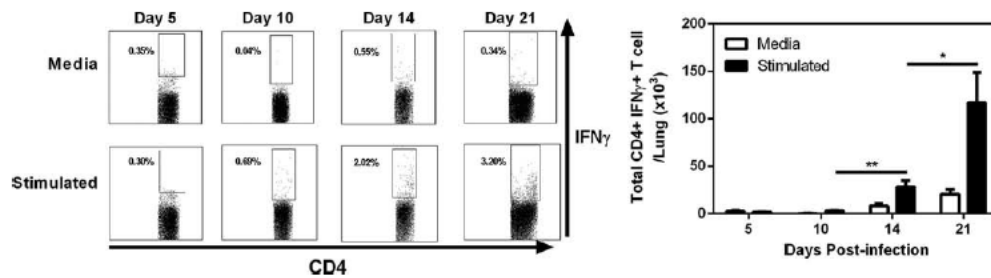 Day 5 Day 10 Day 14 Day 21
Media
0.35% 0.04% 0.55% 0.34%
IFNγ
Stimulated
0.30% 0.69% 2.02% 3.20%
CD4
Total CD4+ IFNγ+ T cell
/Lung (x10³)
200
150
100
50
0
Media
Stimulated
*
**
5 10 14 21
Days Post-infection